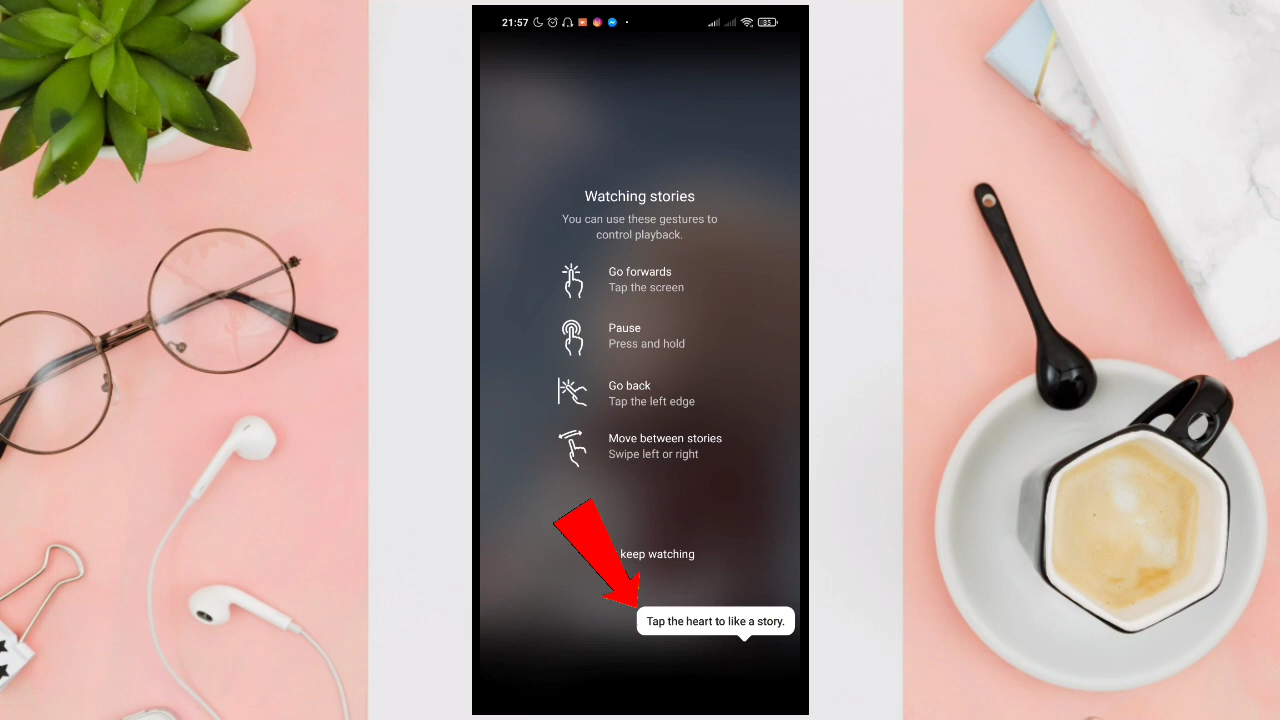 21:57
Watching stories
You can use these gestures to
control playback.
Go forwards
Tap the screen
Pause
Press and hold
Go back
Tap the left edge
Move between stories
Swipe left or right
keep watching
Tap the heart to like a story.